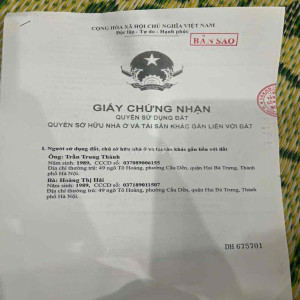 CỘNG HÒA XÃ HỘI CHỦ NGHĨA VIỆT NAM
Độc lập - Tự do - Hạnh phúc
BẢN SAO
GIẤY CHỨNG NHẬN
QUYỀN SỬ DỤNG ĐẤT
QUYỀN SỞ HỮU NHÀ Ở VÀ TÀI SẢN KHÁC GẮN LIỀN VỚI ĐẤT
I. Người sử dụng đất, chủ sở hữu nhà ở và tài sản khác gắn liền với đất
Ông: Trần Trung Thành
Năm sinh: 1989, CCCD số: 037089006155
Địa chỉ thường trú: 49 ngõ Tô Hoàng, phường Cầu Dền, quận Hai Bà Trưng, Thành
phố Hà Nội.
Bà: Hoàng Thị Hải
Năm sinh: 1989, CCCD số: 037189011507
Địa chỉ thường trú: 49 ngõ Tô Hoàng, phường Cầu Dền, quận Hai Bà Trưng, Thành
phố Hà Nội.
DH 675701